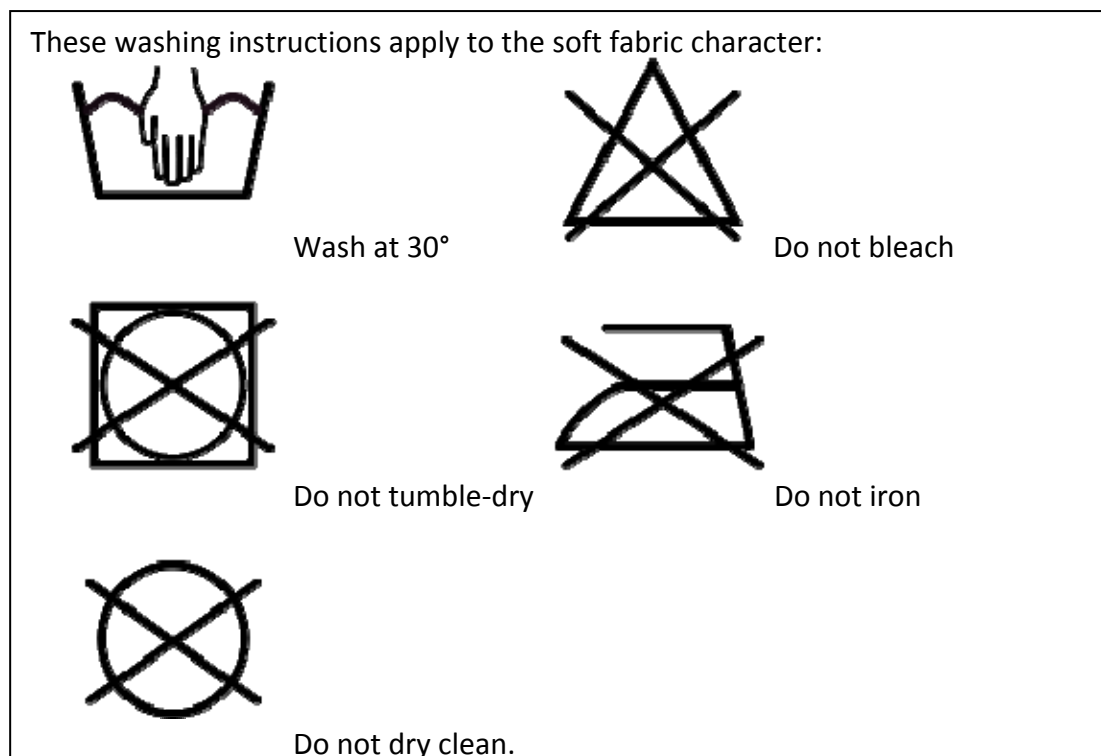 These washing instructions apply to the soft fabric character:
Wash at 30°
Do not bleach
Do not tumble-dry
Do not iron
Do not dry clean.